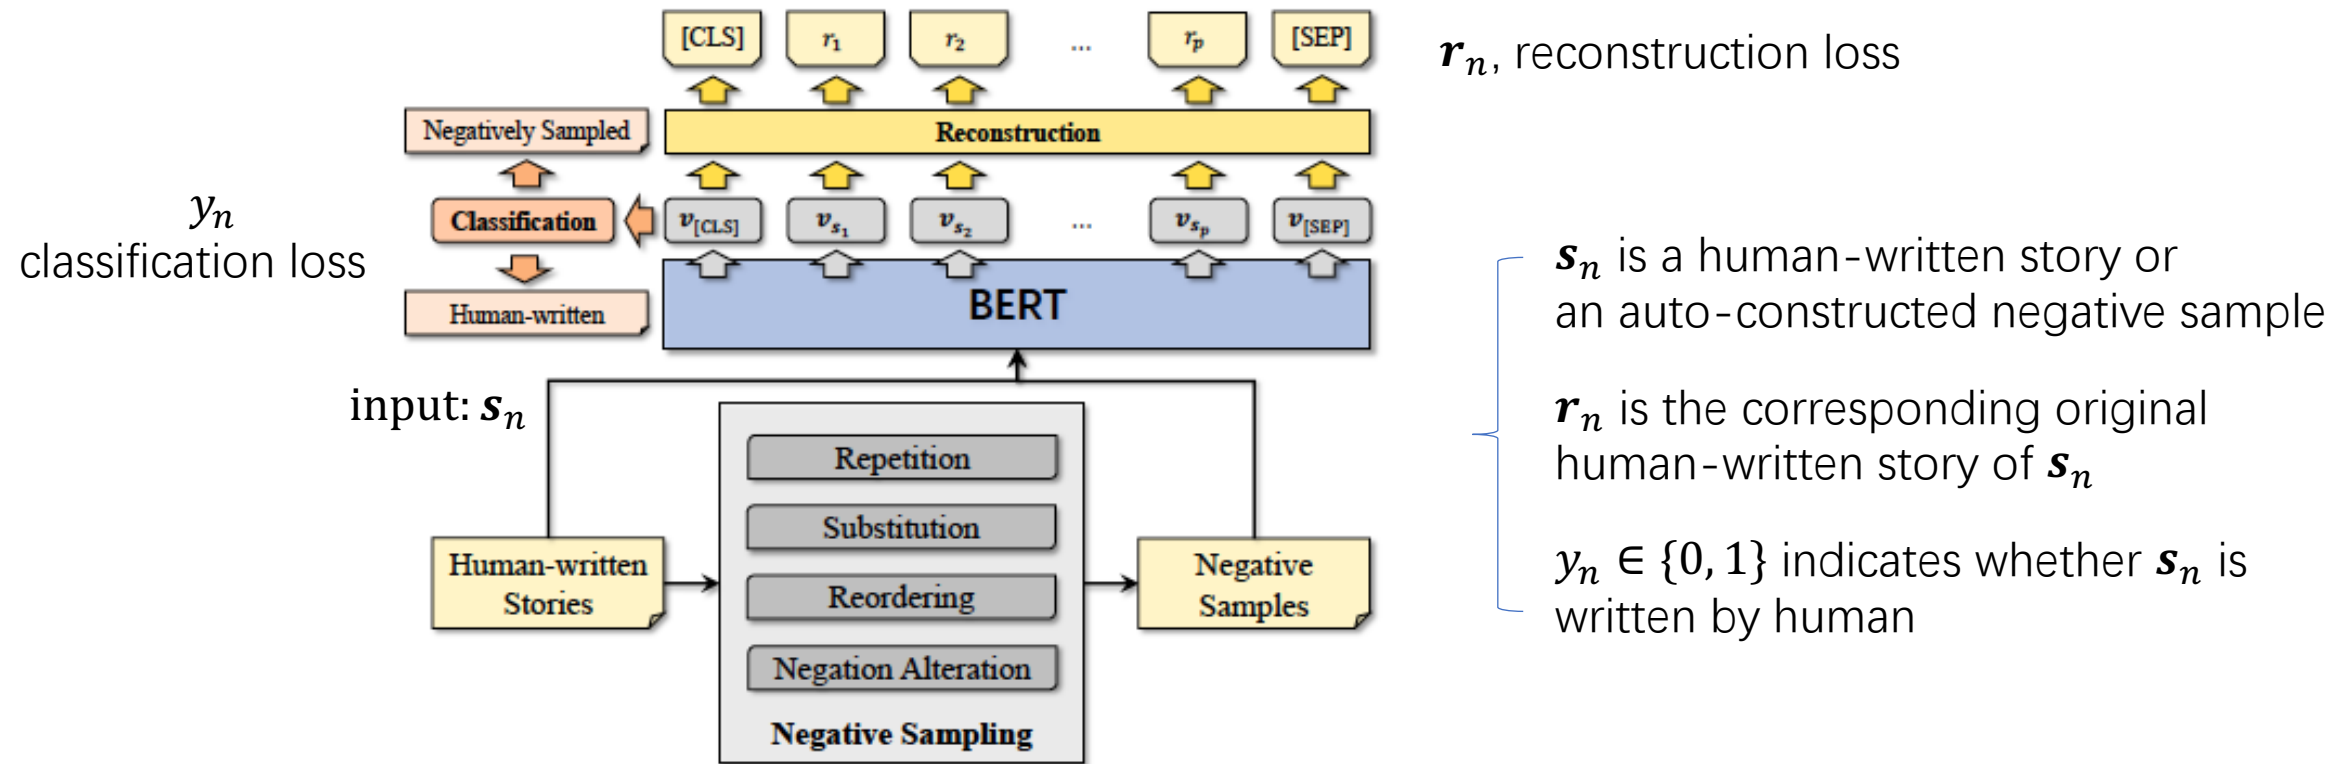 [CLS] r₁ r₂ ... rₚ [SEP]
𝒓ₙ, reconstruction loss
Negatively Sampled
Reconstruction
yₙ
classification loss
Classification
𝒗[CLS] 𝒗s₁ 𝒗s₂ ... 𝒗sₚ 𝒗[SEP]
Human-written
BERT
input: 𝒔ₙ
Human-written
Stories
Repetition
Substitution
Reordering
Negation Alteration
Negative Sampling
Negative
Samples
𝒔ₙ is a human-written story or
an auto-constructed negative sample
𝒓ₙ is the corresponding original
human-written story of 𝒔ₙ
yₙ ∈ {0, 1} indicates whether 𝒔ₙ is
written by human